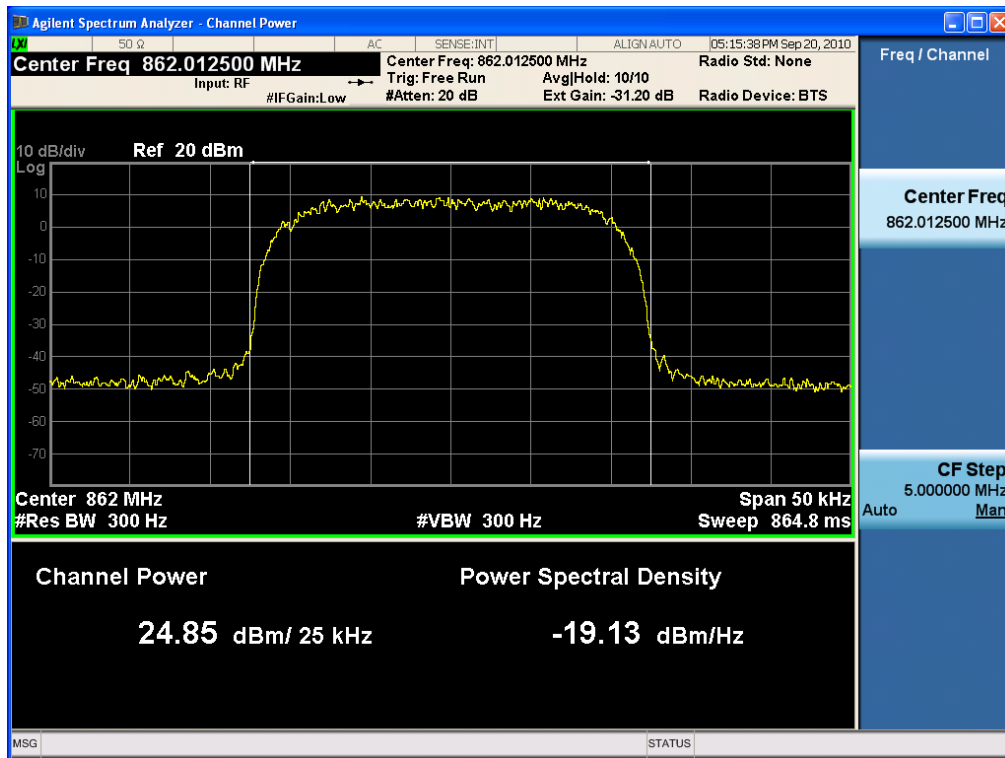 Agilent Spectrum Analyzer - Channel Power
LXI 50 Ω AC SENSE:INT ALIGN AUTO 05:15:38 PM Sep 20, 2010
Center Freq 862.012500 MHz Center Freq: 862.012500 MHz Radio Std: None
Input: RF Trig: Free Run Avg|Hold: 10/10
#IFGain:Low #Atten: 20 dB Ext Gain: -31.20 dB Radio Device: BTS
Freq / Channel
10 dB/div Ref 20 dBm
Log
10
0
-10
-20
-30
-40
-50
-60
-70
Center 862 MHz Span 50 kHz
#Res BW 300 Hz #VBW 300 Hz Sweep 864.8 ms
Center Freq
862.012500 MHz
CF Step
5.000000 MHz
Auto Man
Channel Power Power Spectral Density
24.85 dBm/ 25 kHz -19.13 dBm/Hz
MSG STATUS